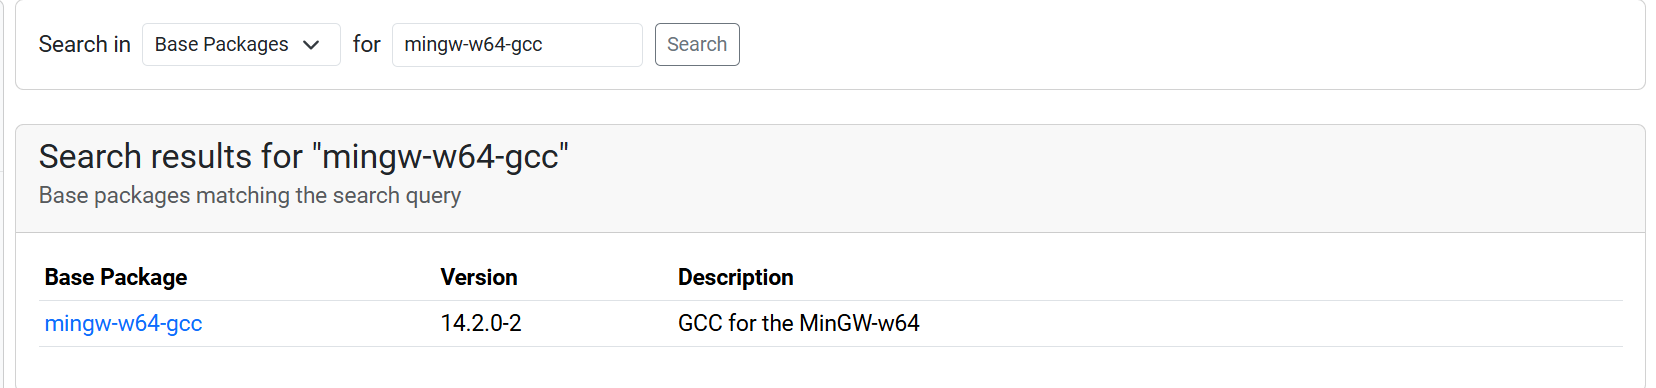 Search in Base Packages for mingw-w64-gcc Search
Search results for "mingw-w64-gcc"
Base packages matching the search query
Base Package Version Description
mingw-w64-gcc 14.2.0-2 GCC for the MinGW-w64